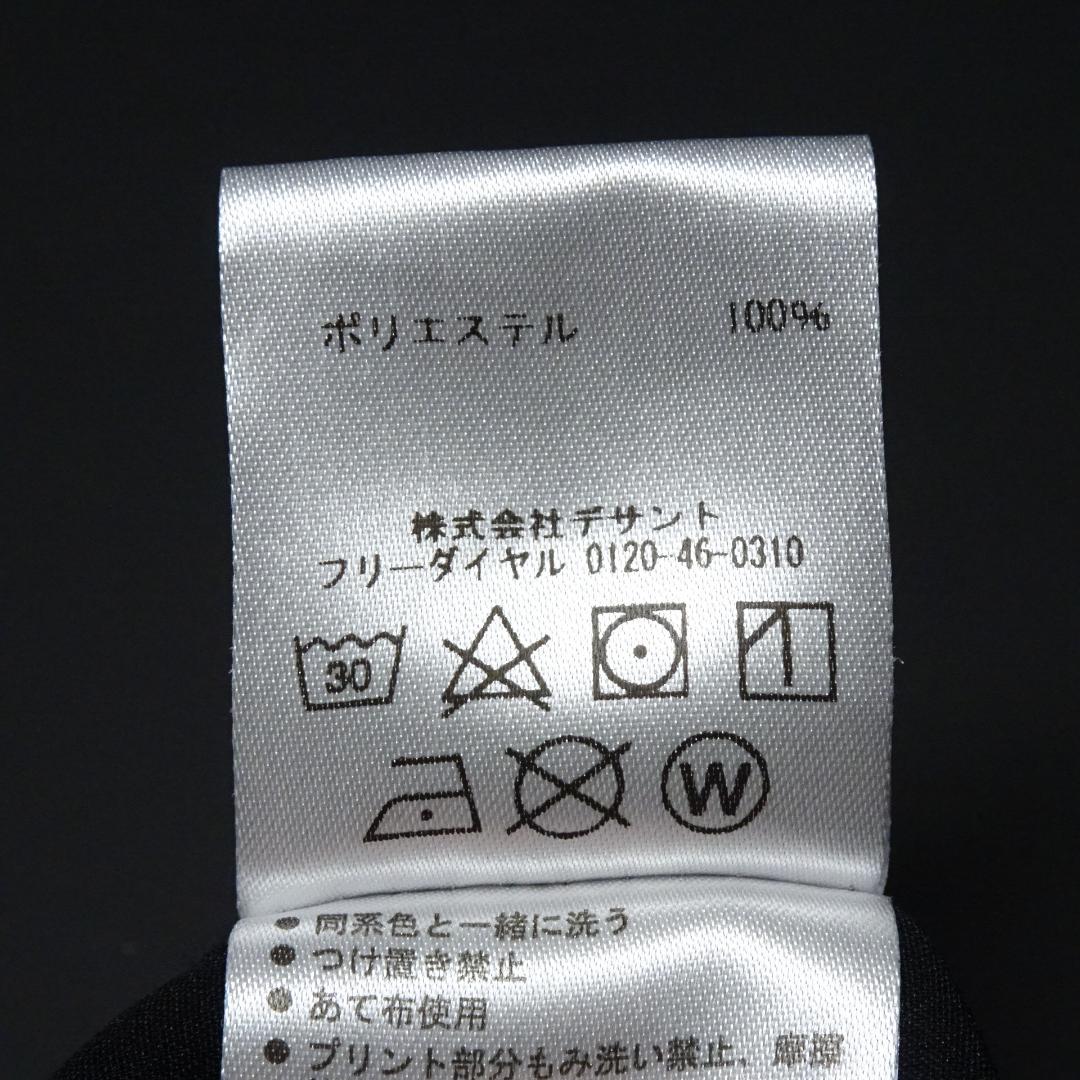 ポリエステル 100%
株式会社デサント
フリーダイヤル 0120-46-0310
30
W
● 同系色と一緒に洗う
● つけ置き禁止
● あて布使用
● プリント部分もみ洗い禁止、摩擦